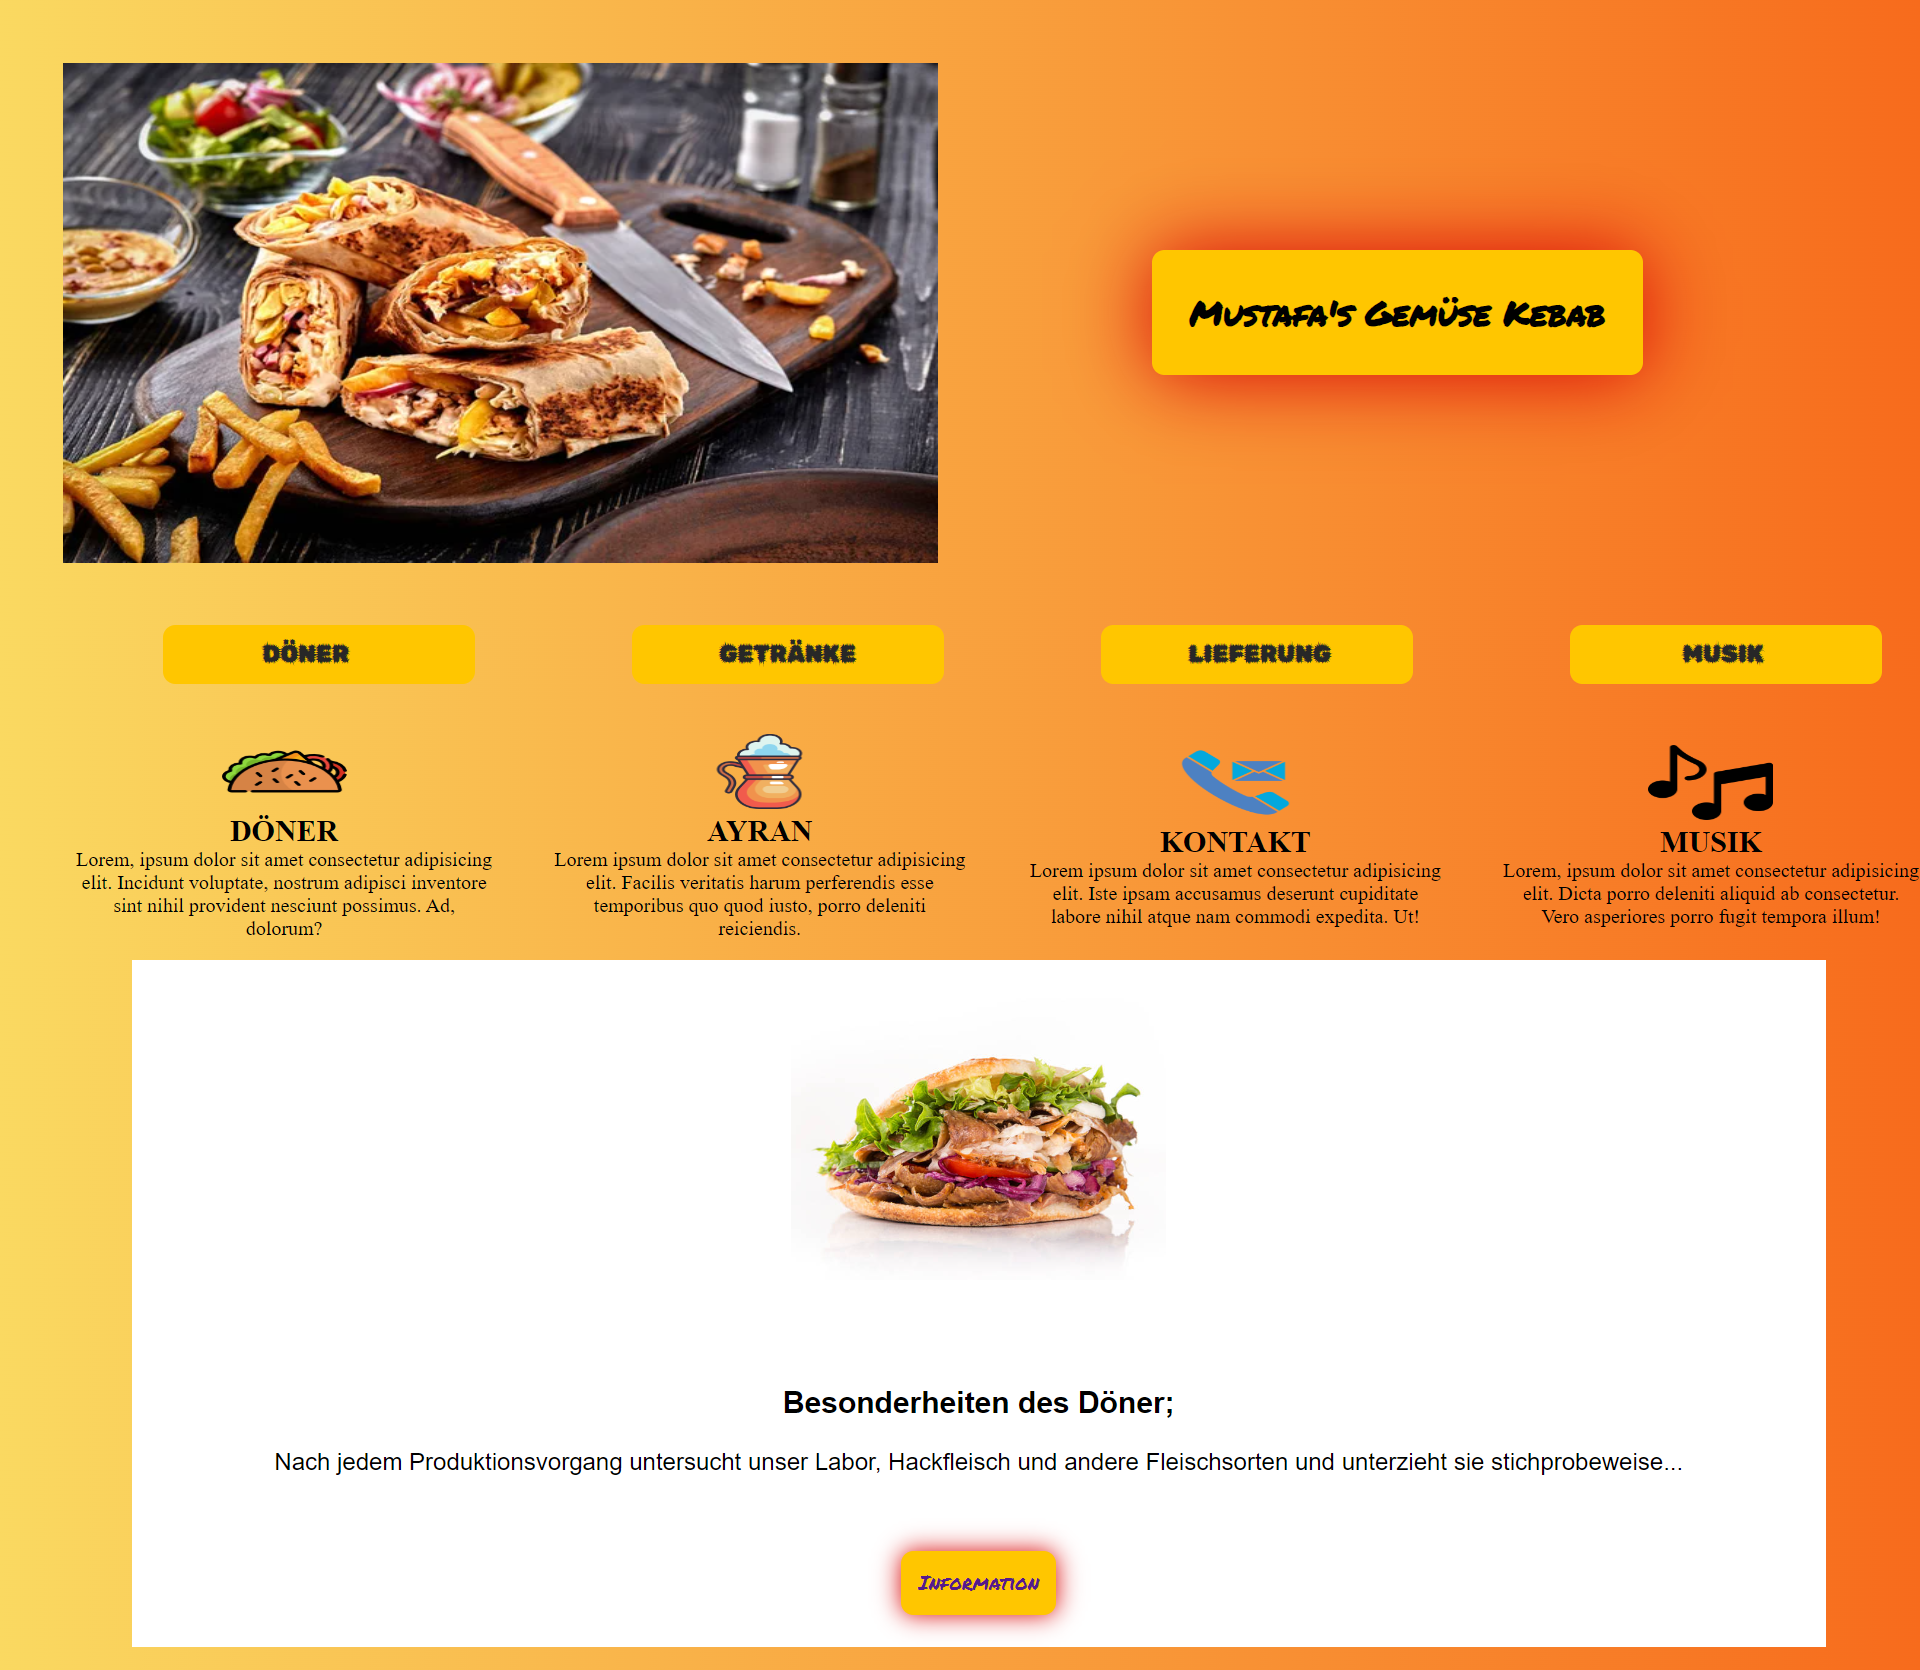 Mustafa's Gemüse Kebab
DÖNER
GETRÄNKE
LIEFERUNG
MUSIK
DÖNER
Lorem, ipsum dolor sit amet consectetur adipisicing
elit. Incidunt voluptate, nostrum adipisci inventore
sint nihil provident nesciunt possimus. Ad,
dolorum?
AYRAN
Lorem ipsum dolor sit amet consectetur adipisicing
elit. Facilis veritatis harum perferendis esse
temporibus quo quod iusto, porro deleniti
reiciendis.
KONTAKT
Lorem ipsum dolor sit amet consectetur adipisicing
elit. Iste ipsam accusamus deserunt cupiditate
labore nihil atque nam commodi expedita. Ut!
MUSIK
Lorem, ipsum dolor sit amet consectetur adipisicing
elit. Dicta porro deleniti aliquid ab consectetur.
Vero asperiores porro fugit tempora illum!
Besonderheiten des Döner;
Nach jedem Produktionsvorgang untersucht unser Labor, Hackfleisch und andere Fleischsorten und unterzieht sie stichprobeweise...
Information